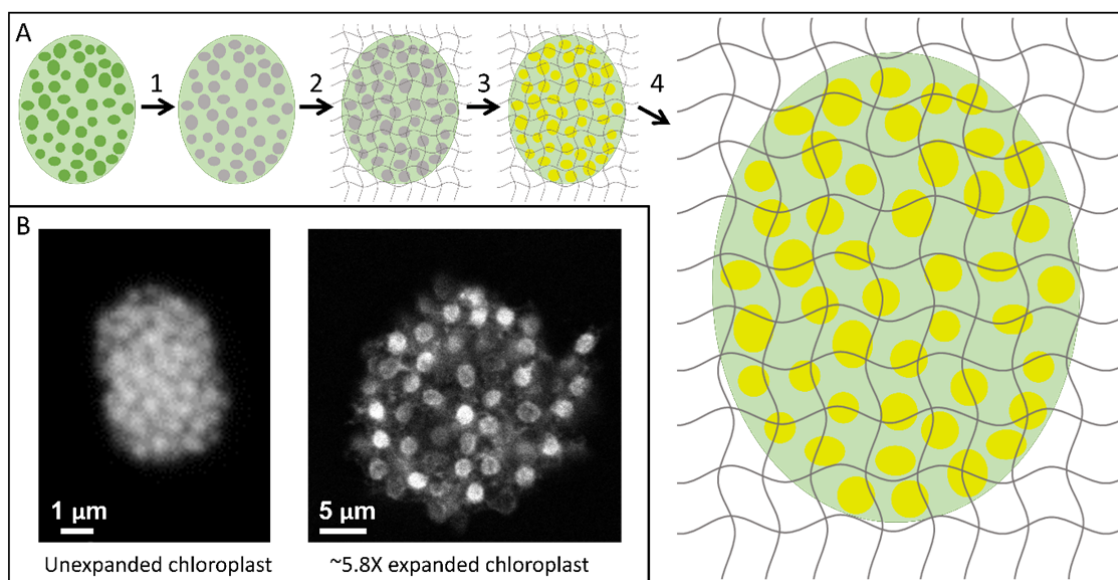 A
1
2
3
4
B
1 μm
5 μm
Unexpanded chloroplast
~5.8X expanded chloroplast